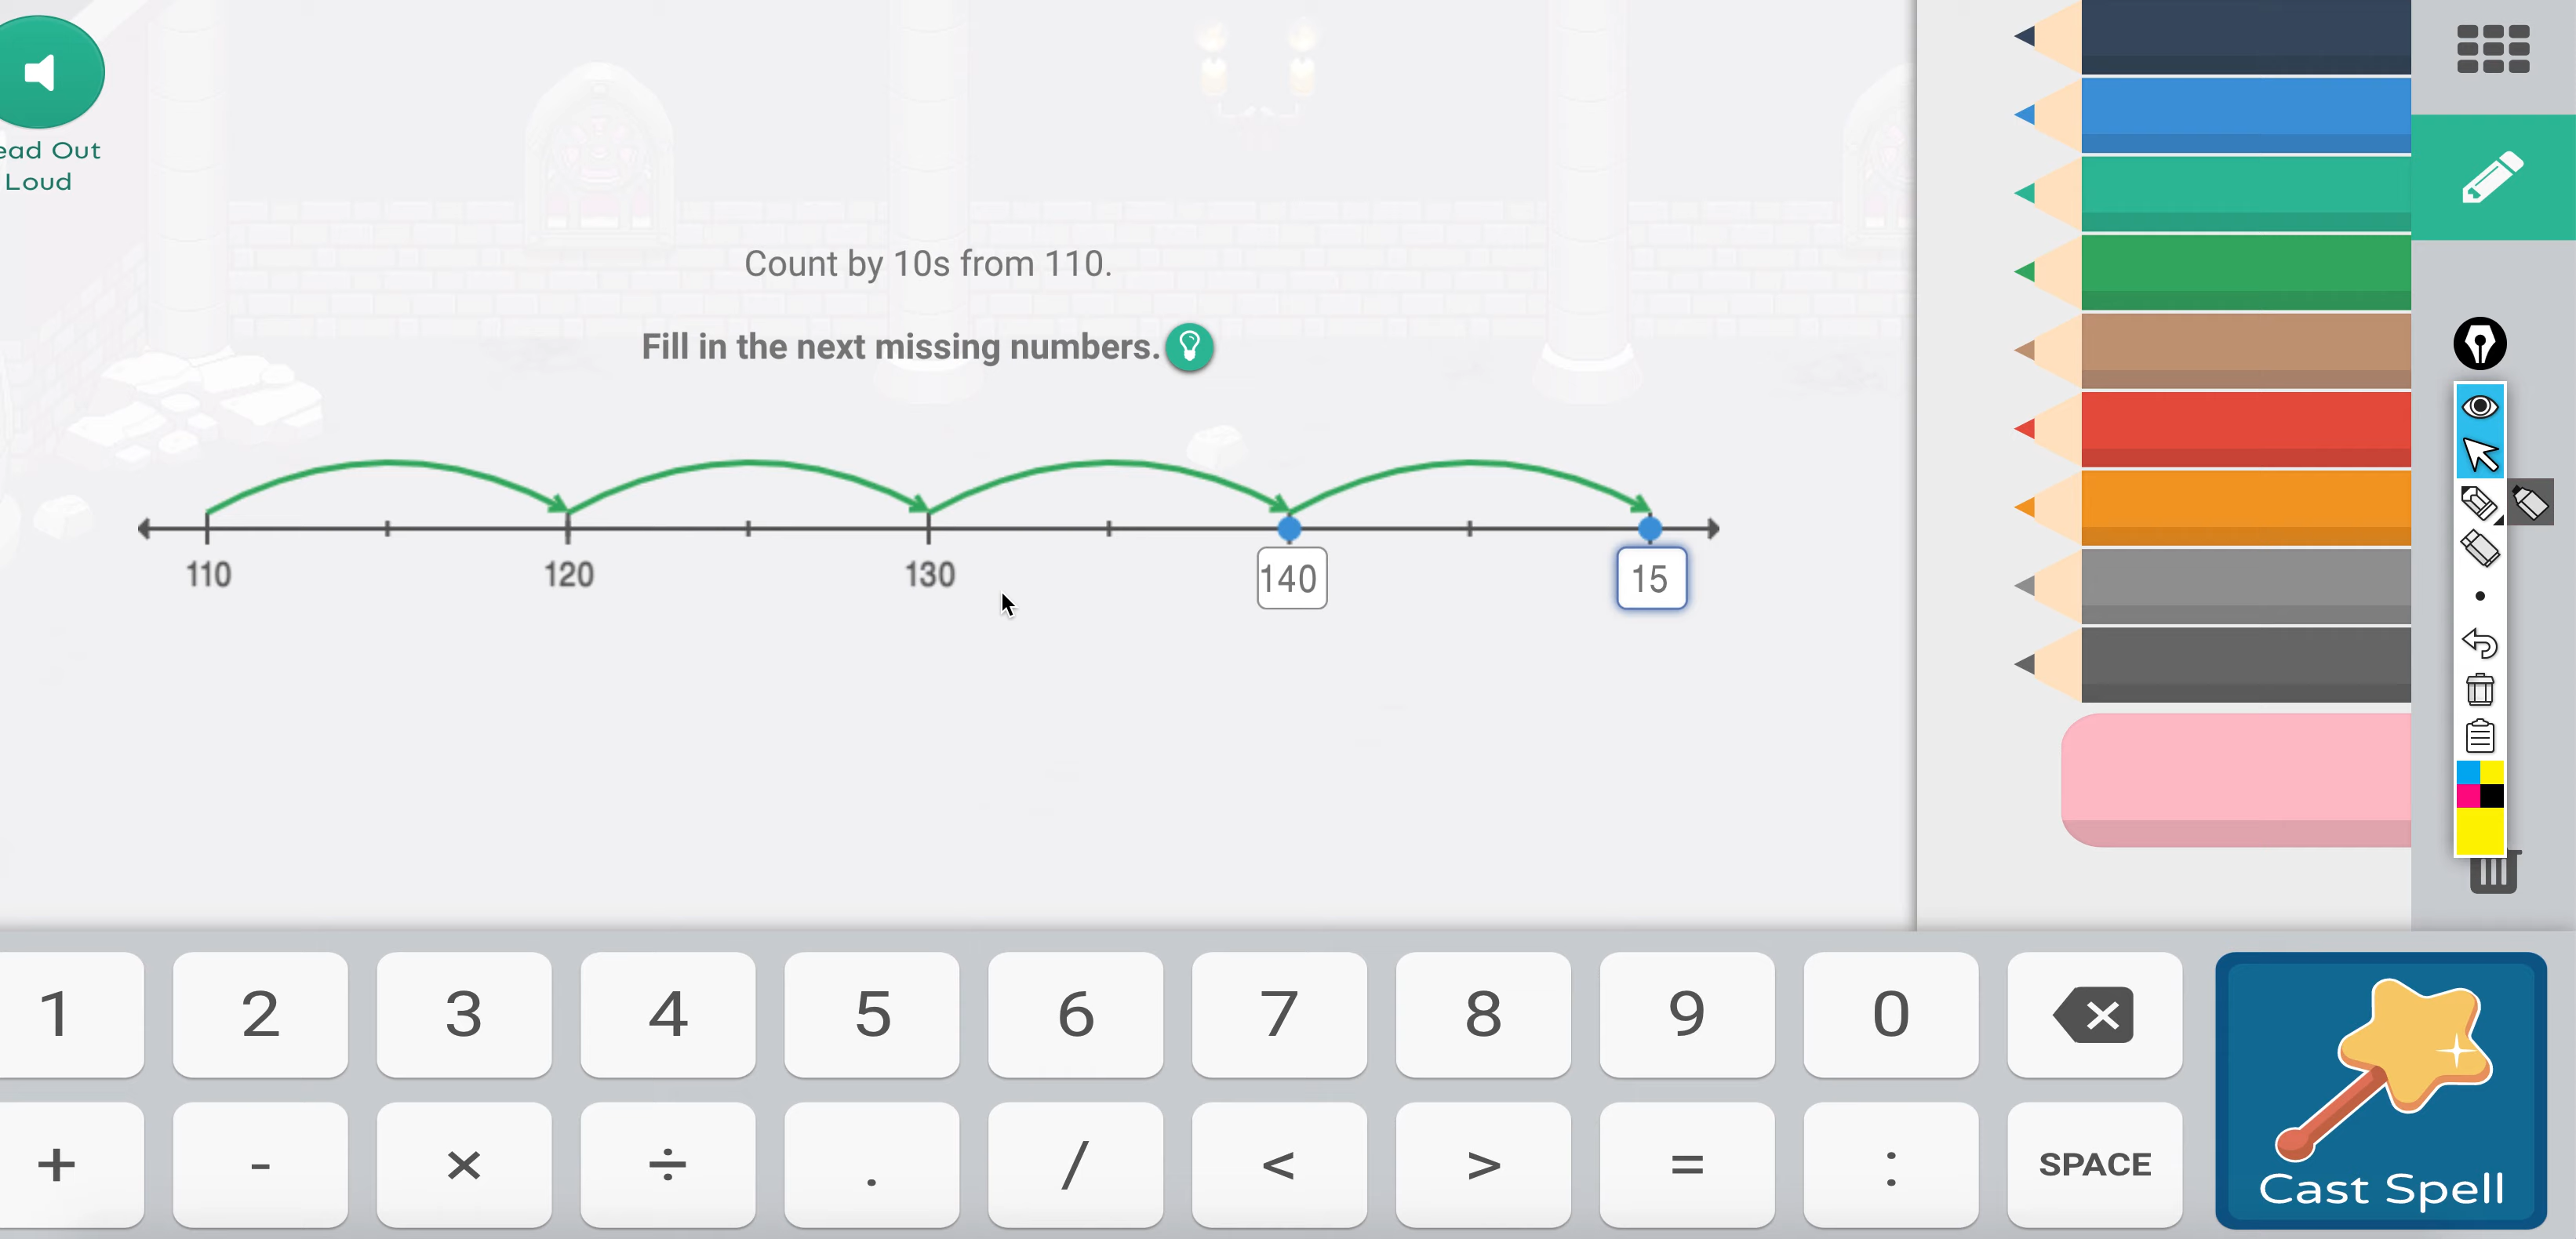 ead Out
Loud
Count by 10s from 110.
Fill in the next missing numbers.
110 120 130 140 15
1 2 3 4 5 6 7 8 9 0
+ - × ÷ . / < > = : SPACE
Cast Spell